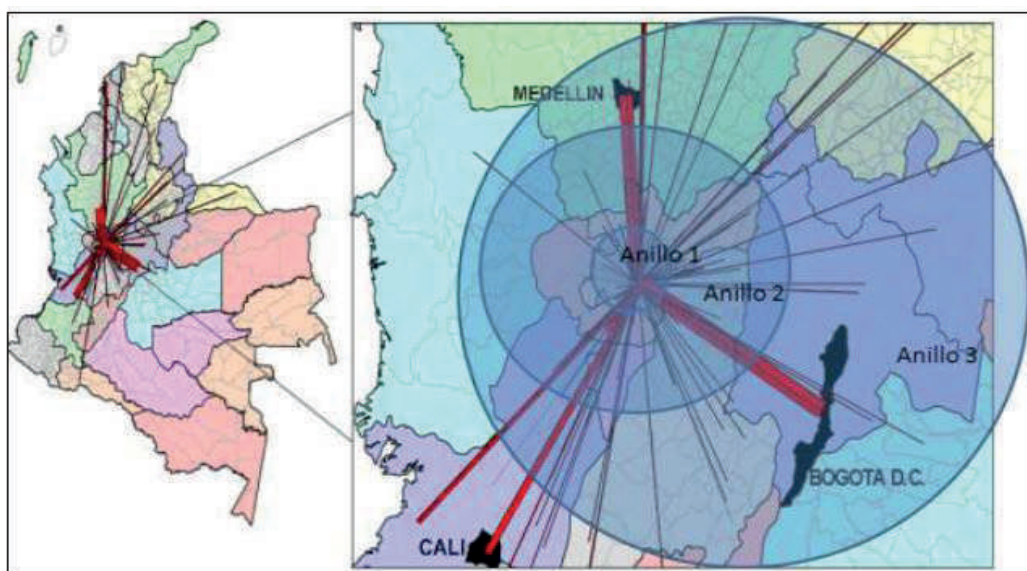 MEDELLIN
Anillo 1
Anillo 2
Anillo 3
BOGOTA D.C.
CALI